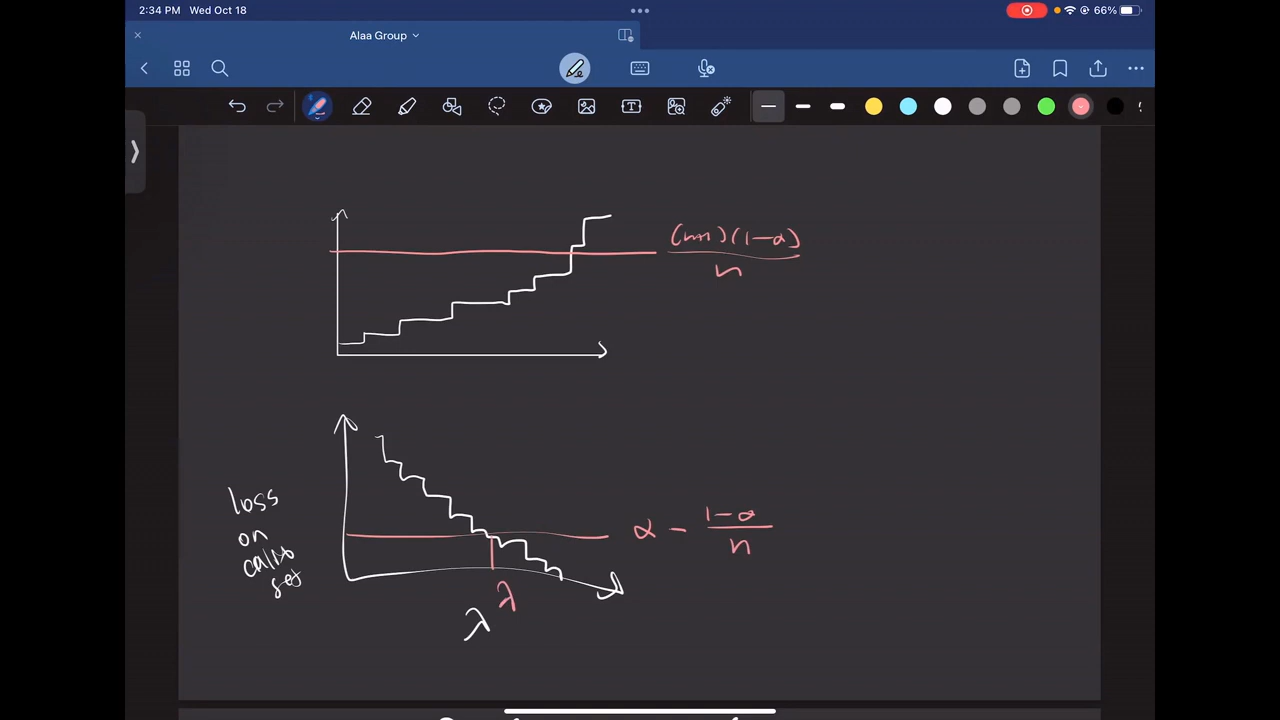 2:34 PM Wed Oct 18
66%
Alaa Group
(n+1)(1-α)
n
loss
on
calib
set
α - 1-α
n
λ
λ